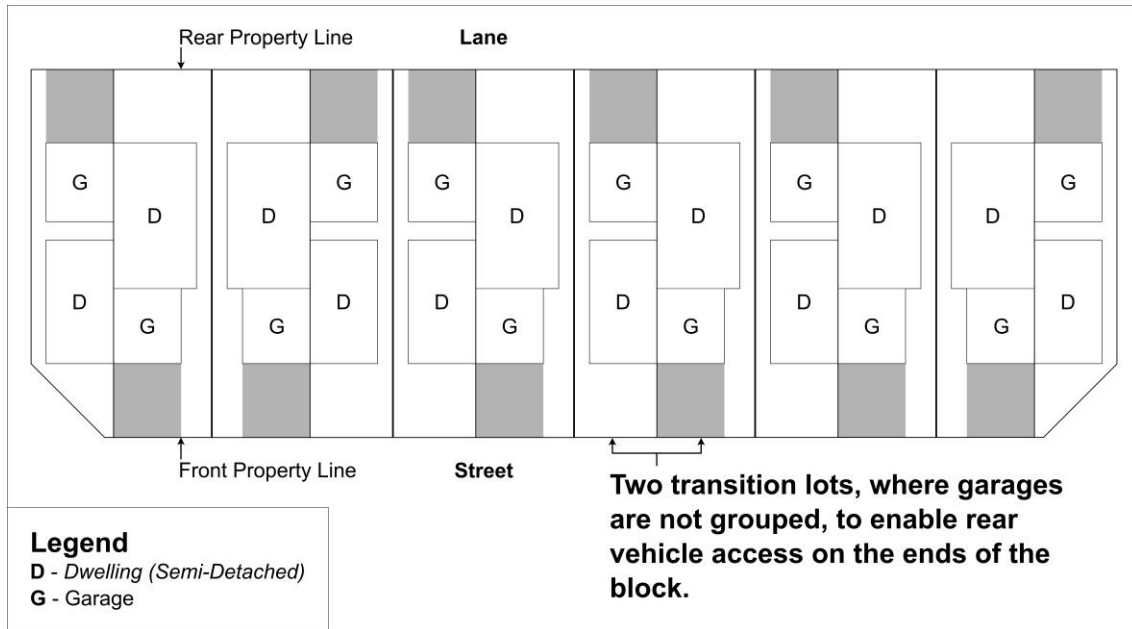 Rear Property Line
Lane
G
G
G
G
G
G
D
D
D
D
D
D
D
D
D
D
D
D
G
G
G
G
G
G
Front Property Line
Street
Two transition lots, where garages
are not grouped, to enable rear
vehicle access on the ends of the
block.
Legend
D - Dwelling (Semi-Detached)
G - Garage